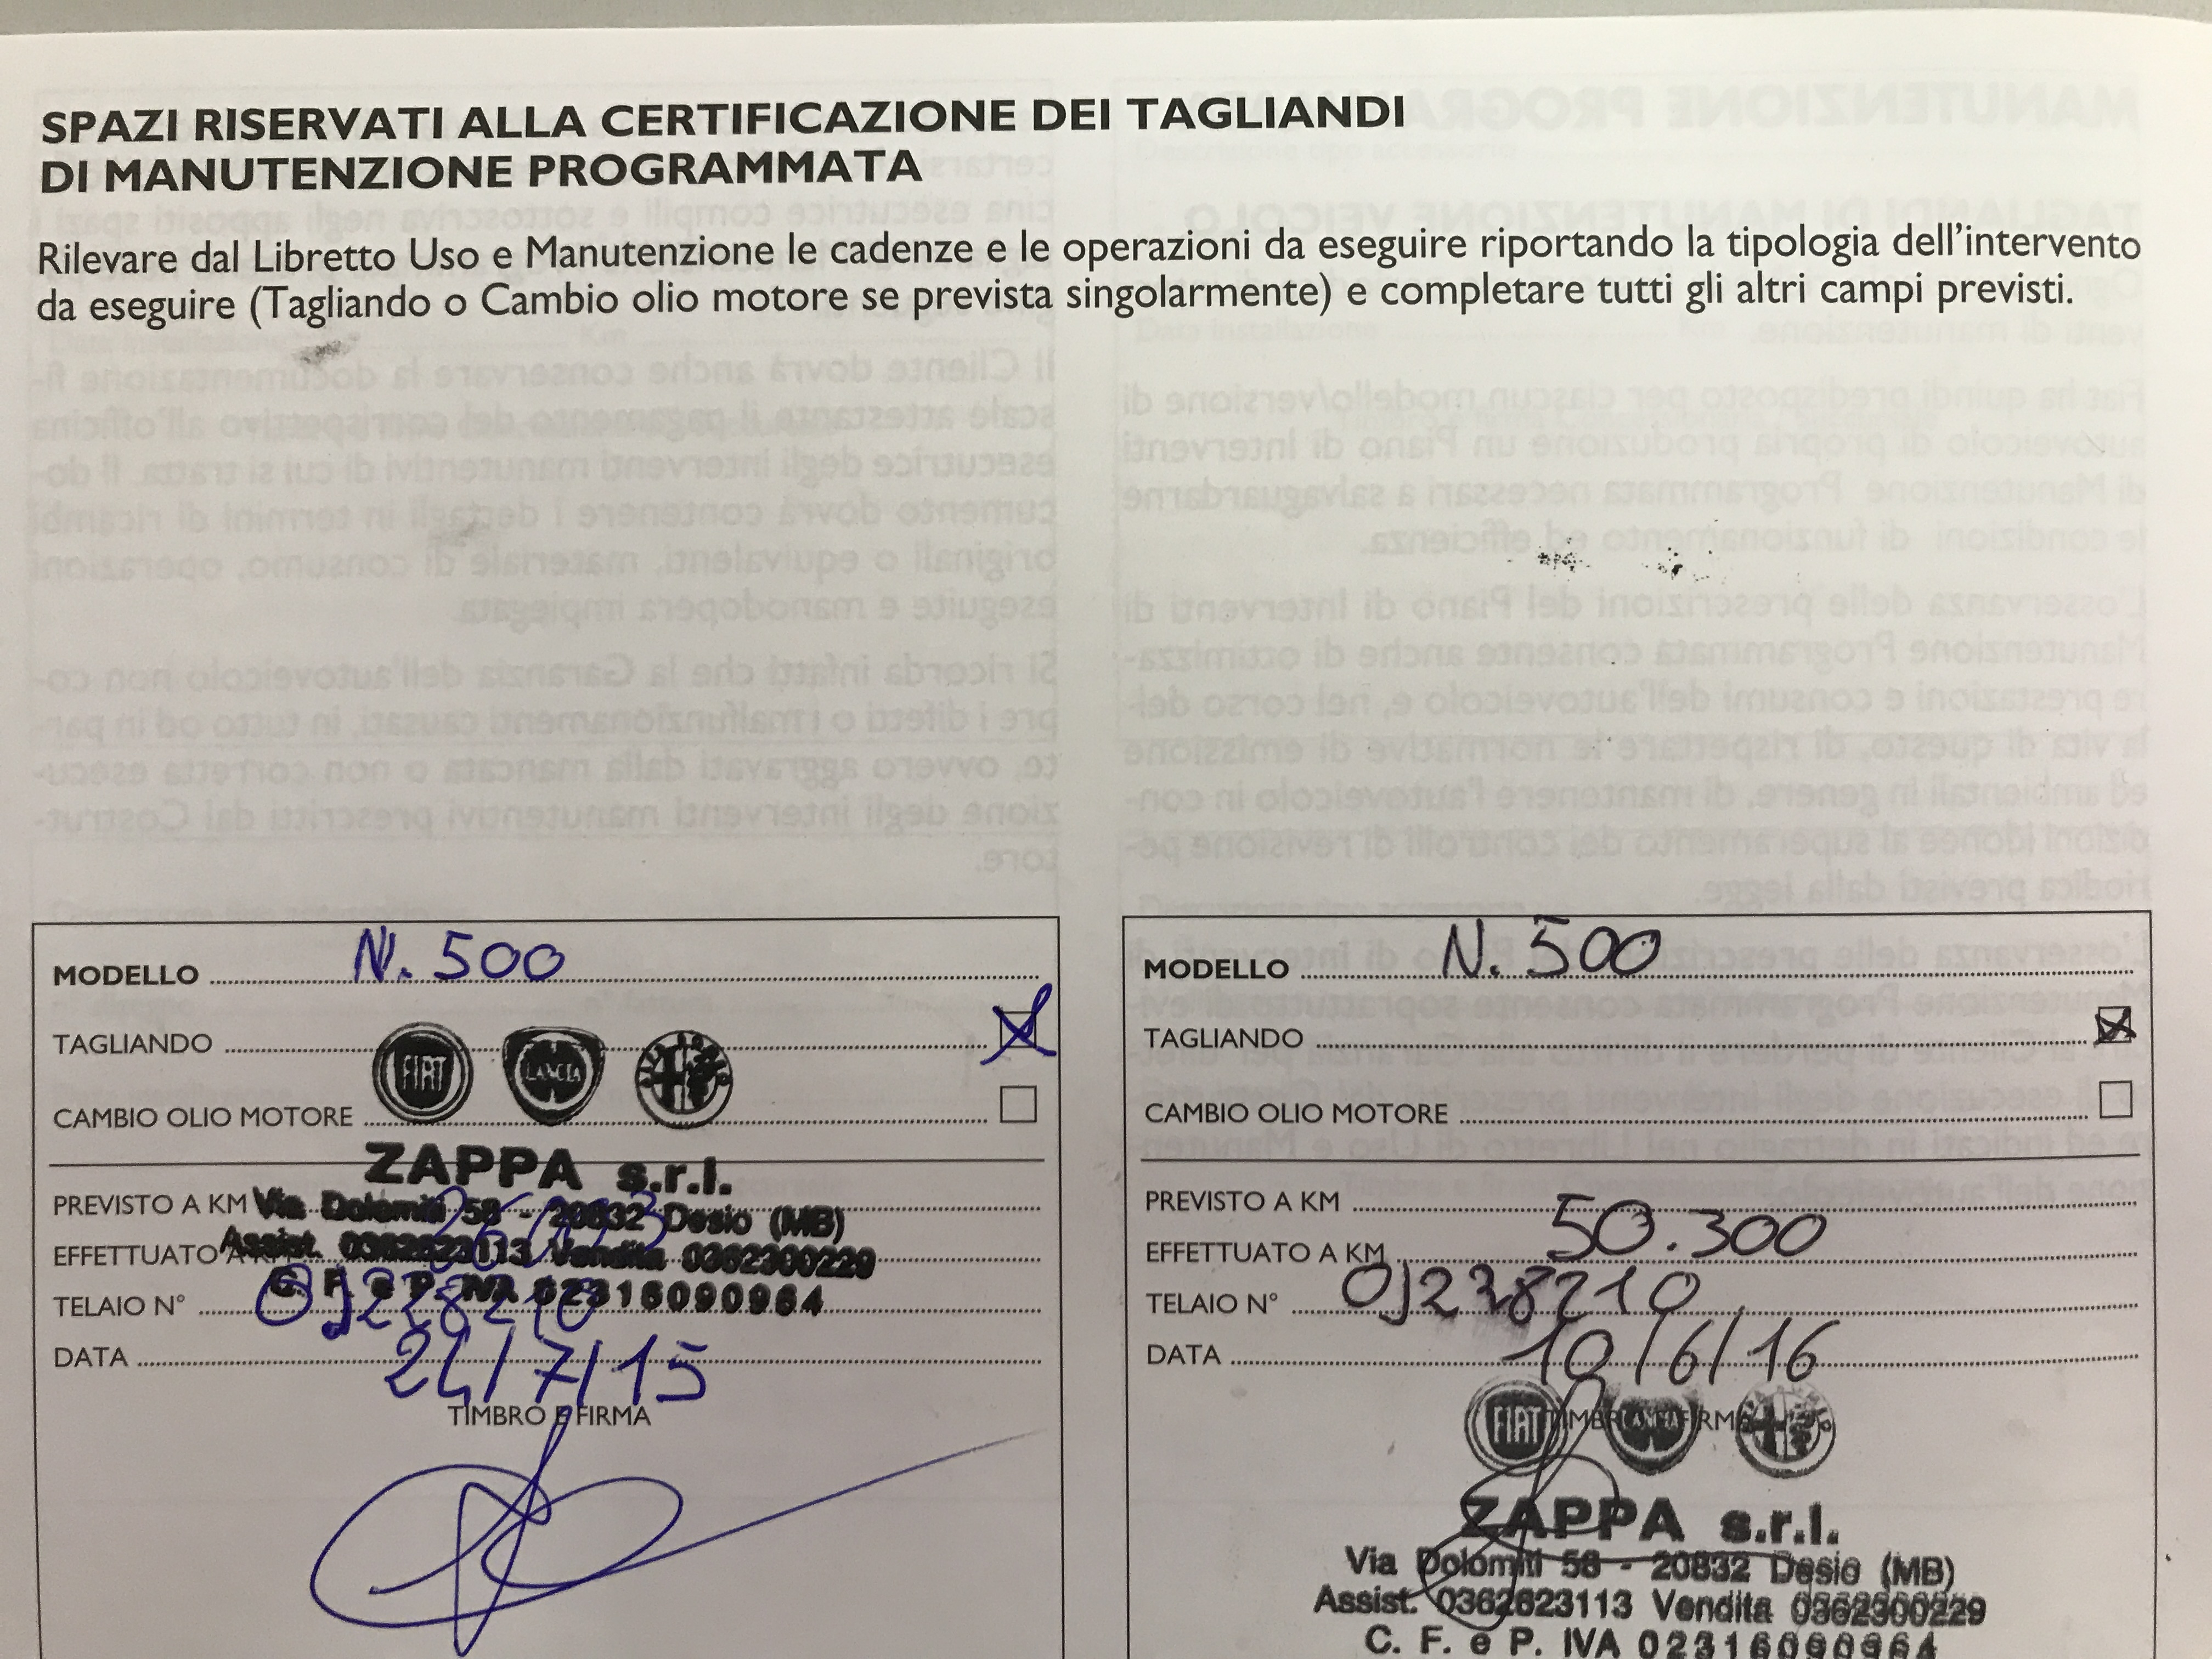 SPAZI RISERVATI ALLA CERTIFICAZIONE DEI TAGLIANDI
DI MANUTENZIONE PROGRAMMATA
Rilevare dal Libretto Uso e Manutenzione le cadenze e le operazioni da eseguire riportando la tipologia dell'intervento
da eseguire (Tagliando o Cambio olio motore se prevista singolarmente) e completare tutti gli altri campi previsti.
MODELLO N. 500
TAGLIANDO
FIAT LANCIA
CAMBIO OLIO MOTORE
ZAPPA s.r.l.
PREVISTO A KM
Via Dolomiti 58 - 20832 Desio (MB)
EFFETTUATO
Assist. 0362623113 Vendita 0362300229
C. F. e P. IVA 02316090964
TELAIO N° 0J228210
DATA 24/7/15
TIMBRO E FIRMA
MODELLO N. 500
TAGLIANDO
CAMBIO OLIO MOTORE
PREVISTO A KM
EFFETTUATO A KM 50.300
TELAIO N° 0J238210
DATA 10/6/16
FIAT
ZAPPA s.r.l.
Via Dolomiti 58 - 20832 Desio (MB)
Assist. 0362623113 Vendita 0362300229
C. F. e P. IVA 02316090964